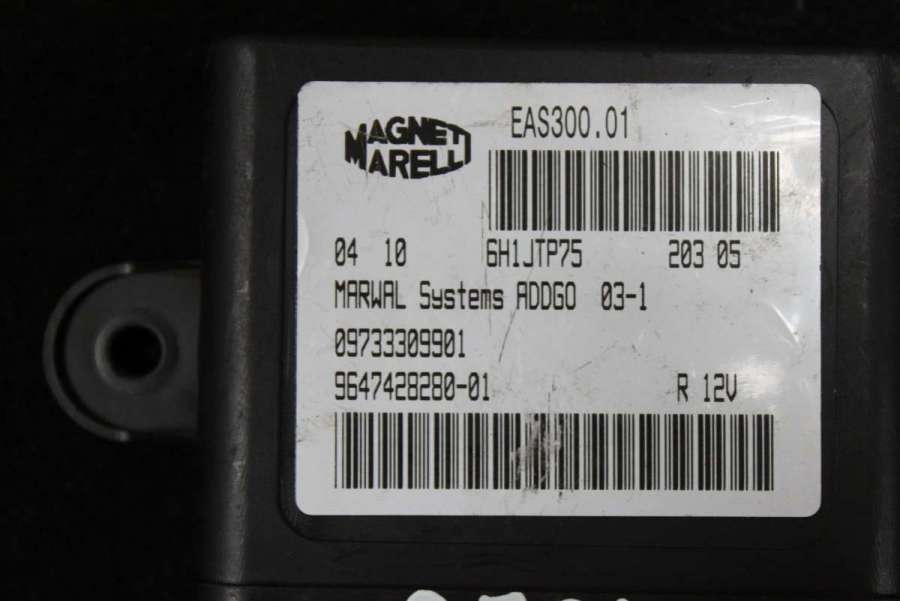 MAGNETI MARELLI
EAS300.01
04 10 6H1JTP75 203 05
MARWAL Systems ADDGO 03-1
09733309901
9647428280-01 R 12V